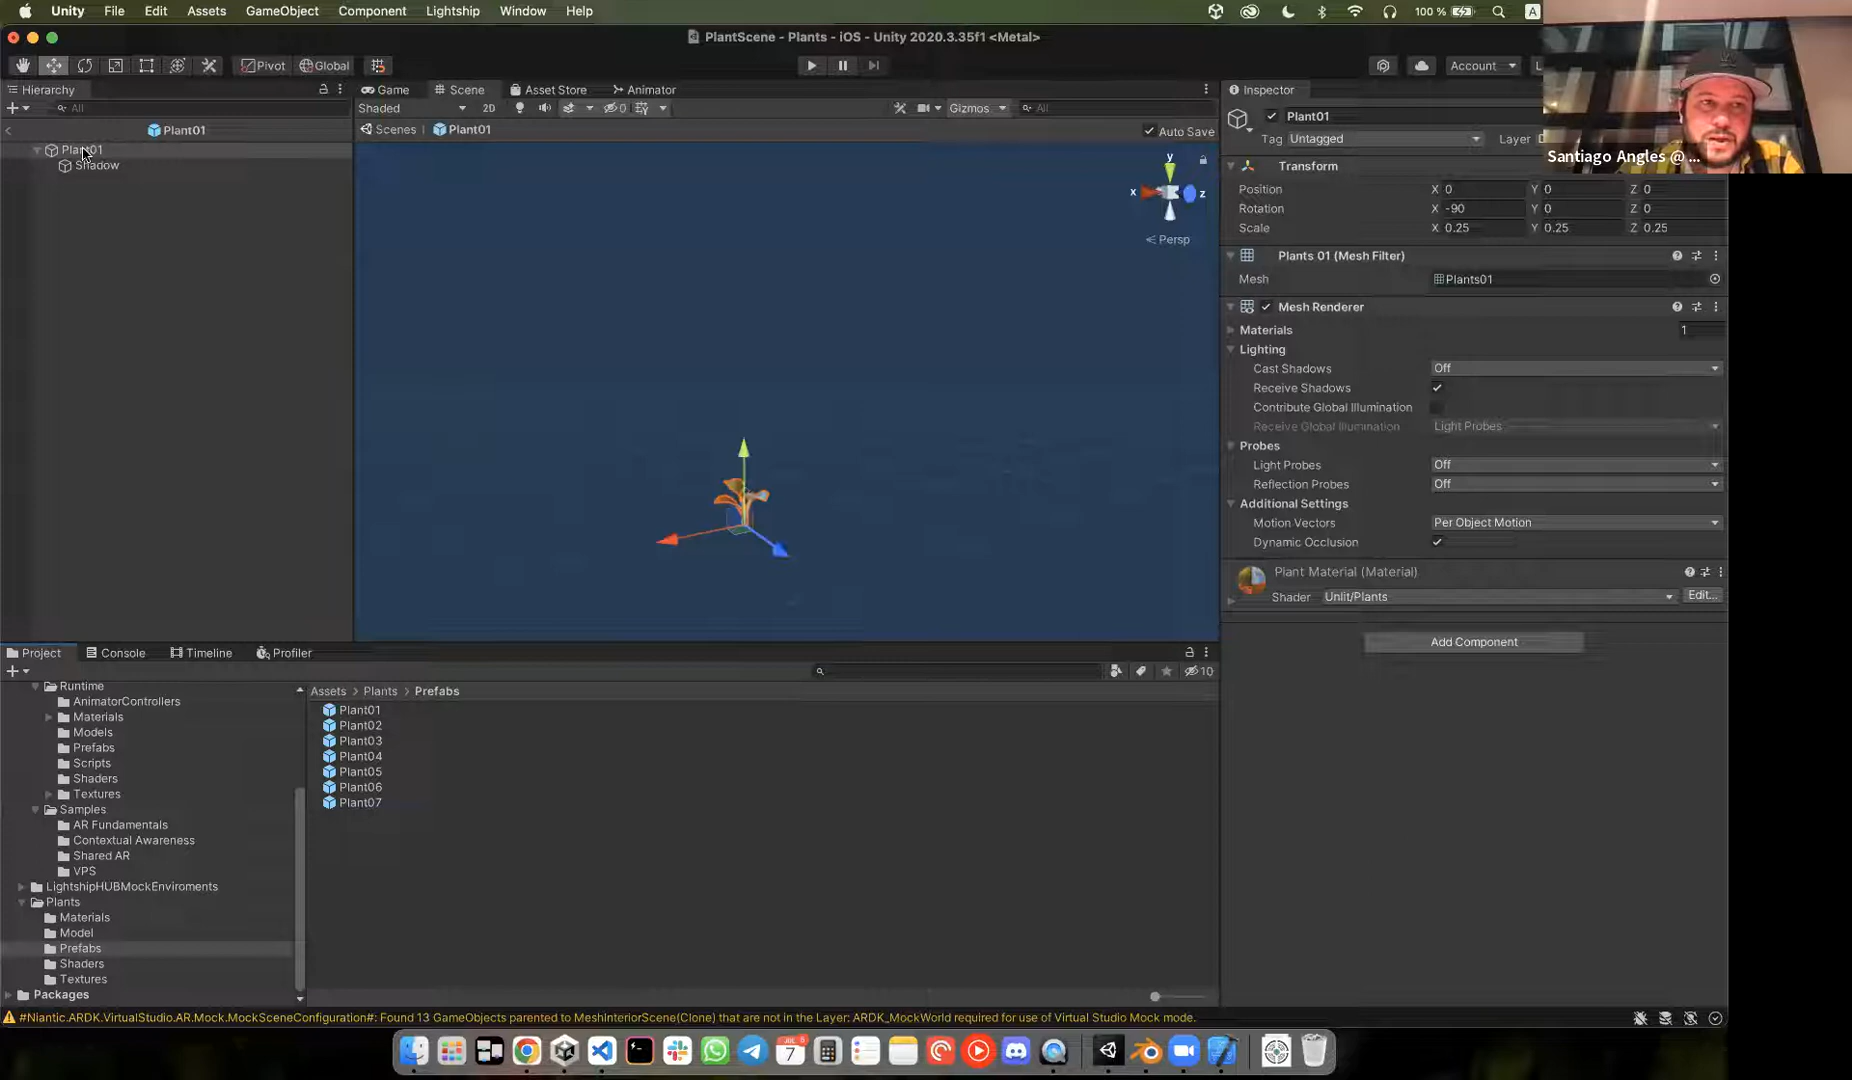 Unity File Edit Assets GameObject Component Lightship Window Help 100 % A
PlantScene - Plants - iOS - Unity 2020.3.35f1 <Metal>
Pivot Global Account L
Hierarchy Game Scene Asset Store Animator Inspector
All Shaded 2D 0 Gizmos All
Plant01
Plant01
Shadow
Scenes Plant01 Auto Save
y
x z
Persp
Plant01
Tag Untagged Layer D
Santiago Angles @ ...
Transform
Position X 0 Y 0 Z 0
Rotation X -90 Y 0 Z 0
Scale X 0.25 Y 0.25 Z 0.25
Plants 01 (Mesh Filter)
Mesh Plants01
Mesh Renderer
Materials 1
Lighting
Cast Shadows Off
Receive Shadows
Contribute Global Illumination
Receive Global Illumination Light Probes
Probes
Light Probes Off
Reflection Probes Off
Additional Settings
Motion Vectors Per Object Motion
Dynamic Occlusion
Plant Material (Material)
Shader Unlit/Plants Edit...
Add Component
Project Console Timeline Profiler
10
Runtime
AnimatorControllers
Materials
Models
Prefabs
Scripts
Shaders
Textures
Samples
AR Fundamentals
Contextual Awareness
Shared AR
VPS
LightshipHUBMockEnviroments
Plants
Materials
Model
Prefabs
Shaders
Textures
Packages
Assets > Plants > Prefabs
Plant01
Plant02
Plant03
Plant04
Plant05
Plant06
Plant07
#Niantic.ARDK.VirtualStudio.AR.Mock.MockSceneConfiguration#: Found 13 GameObjects parented to MeshInteriorScene(Clone) that are not in the Layer: ARDK_MockWorld required for use of Virtual Studio Mock mode.
JUL
7